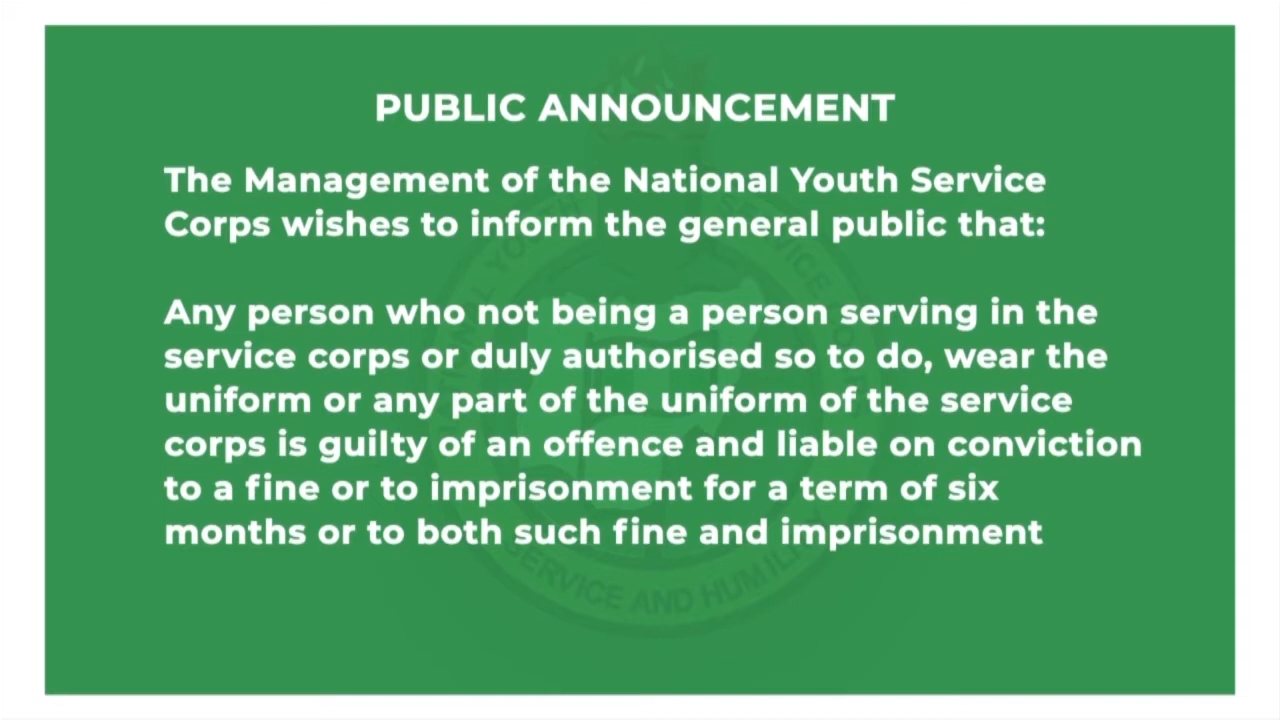 PUBLIC ANNOUNCEMENT
The Management of the National Youth Service
Corps wishes to inform the general public that:
Any person who not being a person serving in the
service corps or duly authorised so to do, wear the
uniform or any part of the uniform of the service
corps is guilty of an offence and liable on conviction
to a fine or to imprisonment for a term of six
months or to both such fine and imprisonment
SERVICE AND HUMILI